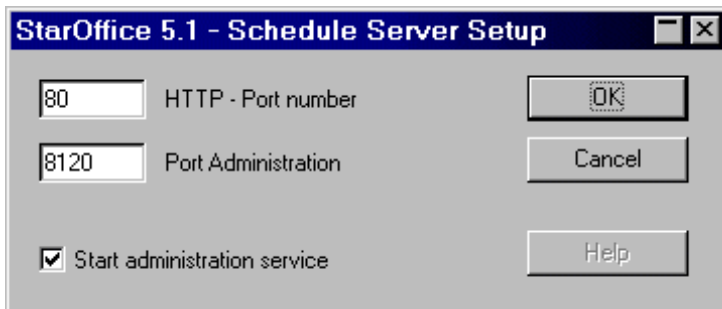 StarOffice 5.1 - Schedule Server Setup
80 HTTP - Port number OK
8120 Port Administration Cancel
Start administration service Help